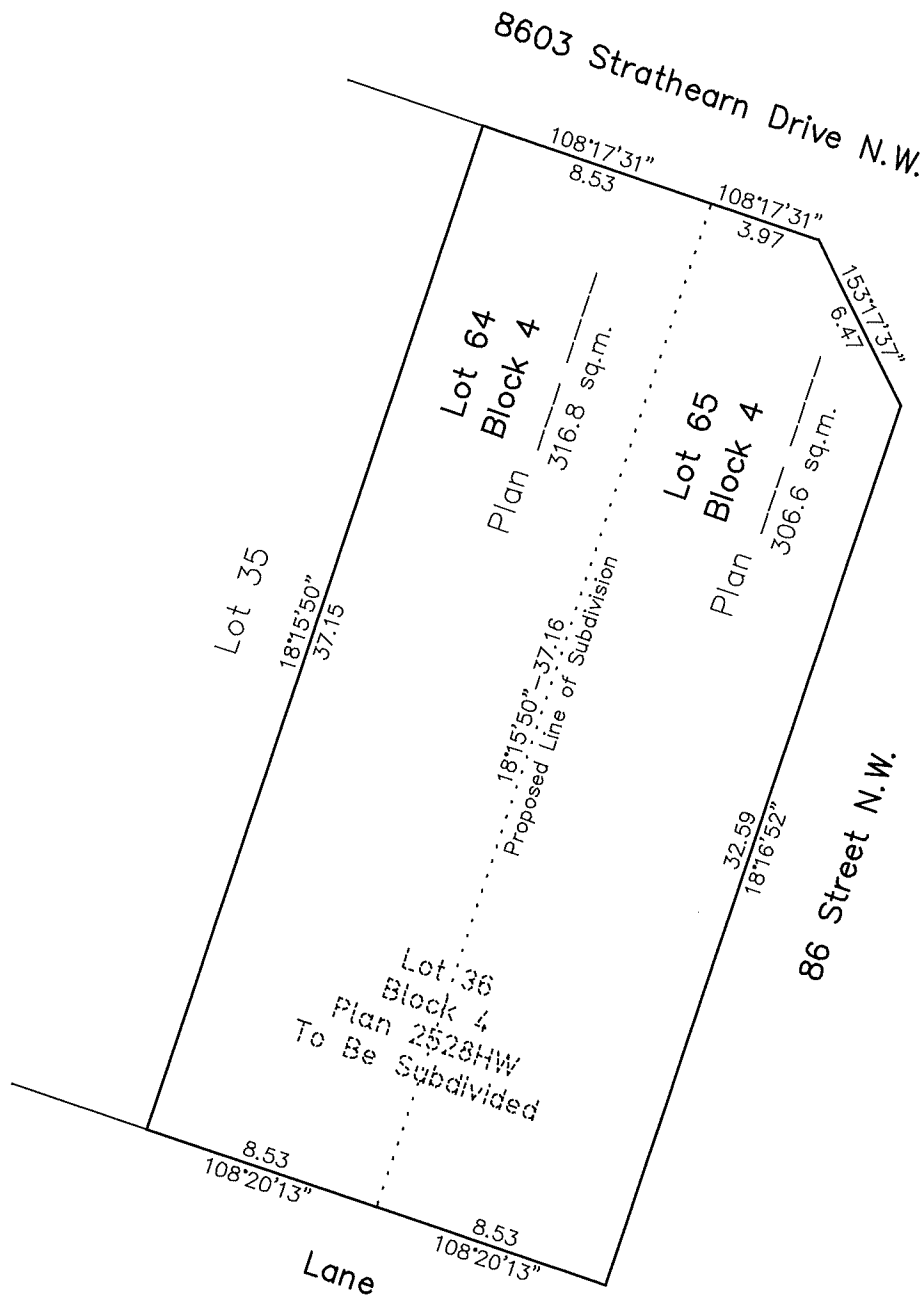 8603 Strathearn Drive N.W.
108°17'31"
8.53
108°17'31"
3.97
153°17'37"
6.47
Lot 64
Block 4
Plan
316.8 sq.m.
Lot 65
Block 4
Plan
306.6 sq.m.
Lot 35
18°15'50"
37.15
18°15'50"-37.16
Proposed Line of Subdivision
32.59
18°16'52"
86 Street N.W.
Lot 36
Block 4
Plan 2528HW
To Be Subdivided
8.53
108°20'13"
8.53
108°20'13"
Lane